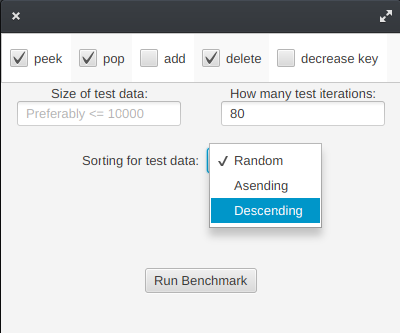 peek pop add delete decrease key
Size of test data: How many test iterations:
Preferably <= 10000 80
Sorting for test data: Random
Asending
Descending
Run Benchmark